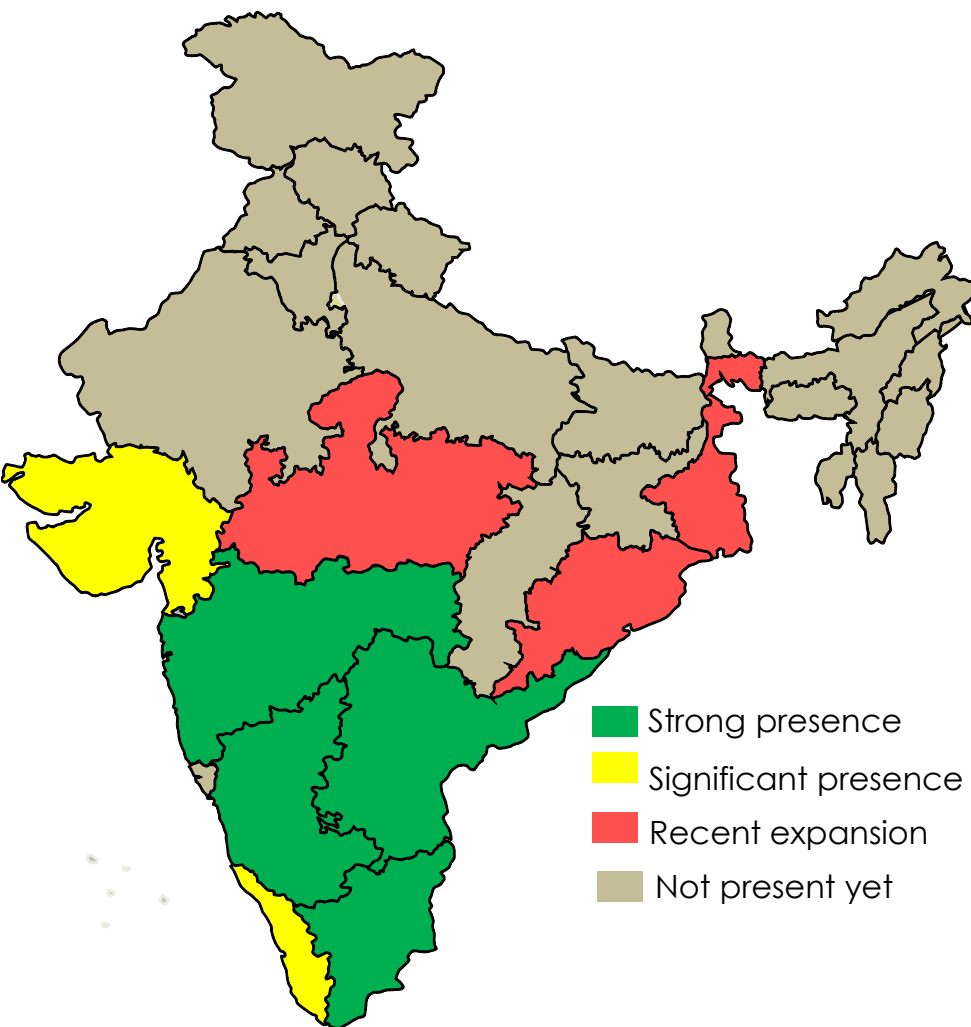 Strong presence
Significant presence
Recent expansion
Not present yet